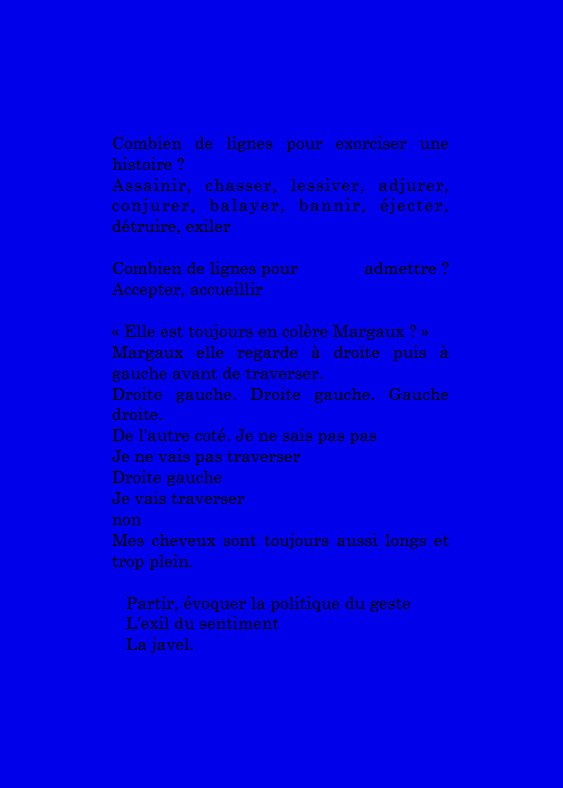 Combien de lignes pour exorciser une
histoire ?
Assainir, chasser, lessiver, adjurer,
conjurer, balayer, bannir, éjecter,
détruire, exiler
Combien de lignes pour admettre ?
Accepter, accueillir
« Elle est toujours en colère Margaux ? »
Margaux elle regarde à droite puis à
gauche avant de traverser.
Droite gauche. Droite gauche. Gauche
droite.
De l'autre coté. Je ne sais pas pas
Je ne vais pas traverser
Droite gauche
Je vais traverser
non
Mes cheveux sont toujours aussi longs et
trop plein.
Partir, évoquer la politique du geste
L'exil du sentiment
La javel.